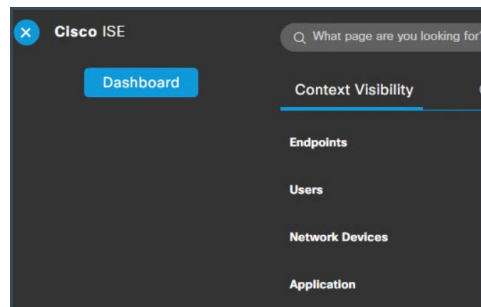 Cisco ISE
What page are you looking for?
Dashboard
Context Visibility
Endpoints
Users
Network Devices
Application